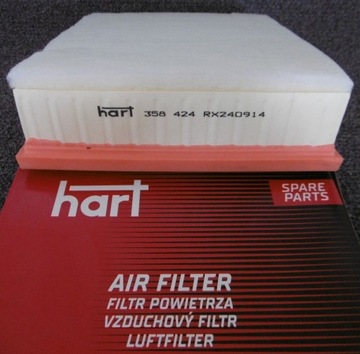 hart 358 424 RX240914
hart
SPARE
PARTS
AIR FILTER
FILTR POWIETRZA
VZDUCHOVÝ FILTR
LUFTFILTER